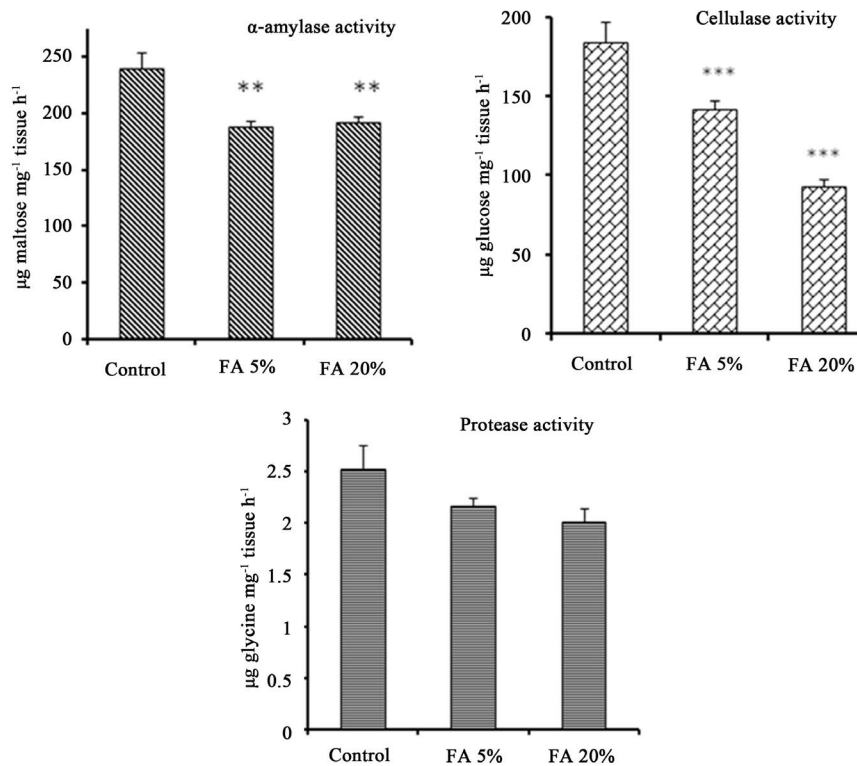 α-amylase activity
250
200
150
100
50
0
µg maltose mg⁻¹ tissue h⁻¹
**
**
Control
FA 5%
FA 20%
Cellulase activity
200
150
100
50
0
µg glucose mg⁻¹ tissue h⁻¹
***
***
Control
FA 5%
FA 20%
Protease activity
3
2.5
2
1.5
1
0.5
0
µg glycine mg⁻¹ tissue h⁻¹
Control
FA 5%
FA 20%